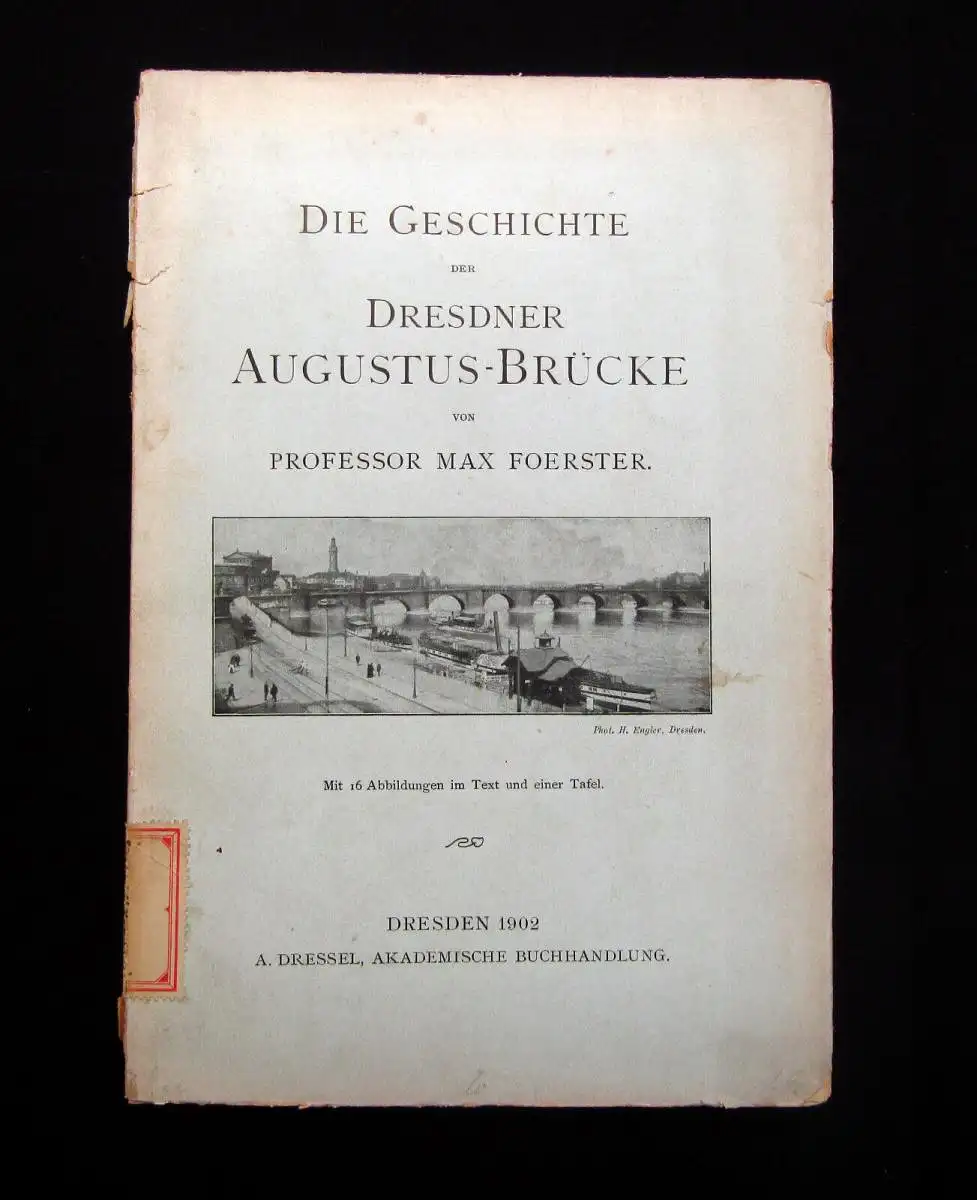 DIE GESCHICHTE
DER
DRESDNER
AUGUSTUS-BRÜCKE
VON
PROFESSOR MAX FOERSTER.
Phot. H. Engler, Dresden.
Mit 16 Abbildungen im Text und einer Tafel.
DRESDEN 1902
A. DRESSEL, AKADEMISCHE BUCHHANDLUNG.